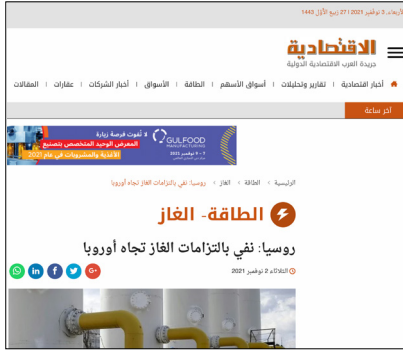 الأربعاء, 3 نوفمبر 2021 | 27 ربيع الأوّل 1443
الاقتصادية
جريدة العرب الاقتصادية الدولية
أخبار اقتصادية | تقارير وتحليلات | أسواق الأسهم | الطاقة | الأسواق | أخبار الشركات | عقارات | المقالات
آخر ساعة
GULFOOD
MANUFACTURING
لا تفوت فرصة زيارة
المعرض الوحيد المتخصص بتصنيع
الأغذية والمشروبات في عام 2021
الرئيسية › الطاقة › الغاز › روسيا: نفي بالتزامات الغاز تجاه أوروبا
الطاقة- الغاز
روسيا: نفي بالتزامات الغاز تجاه أوروبا
الثلاثاء 2 نوفمبر 2021